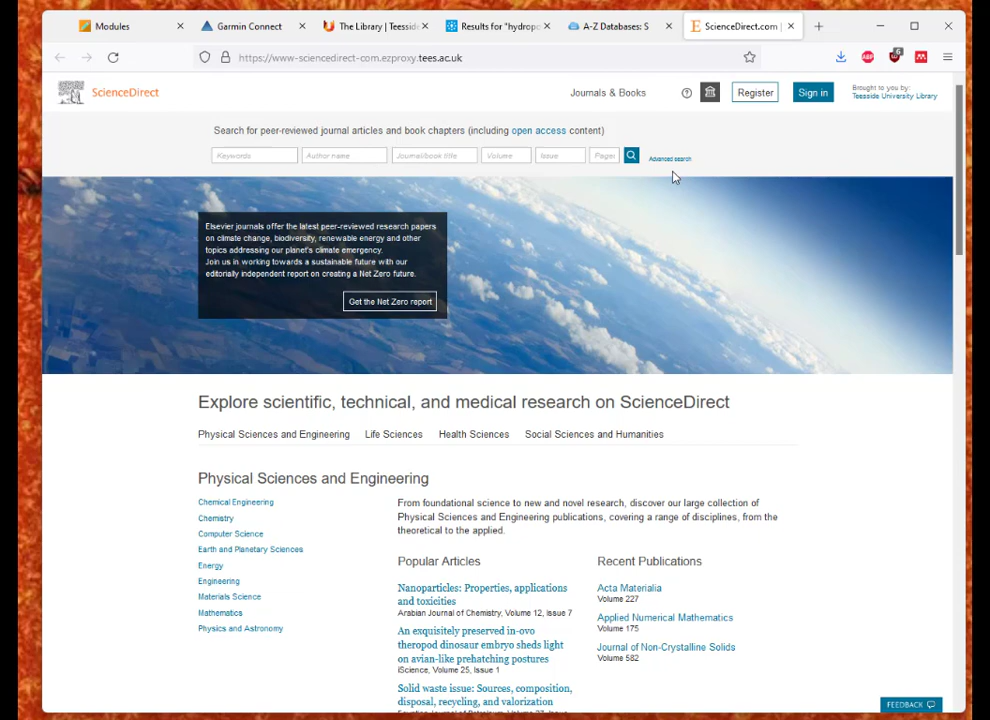 Modules
Garmin Connect
The Library | Teesside
Results for "hydropo
A-Z Databases: S
ScienceDirect.com |
https://www-sciencedirect-com.ezproxy.tees.ac.uk
ABP
6
ScienceDirect
Journals & Books
Register
Sign in
Brought to you by:
Teesside University Library
Search for peer-reviewed journal articles and book chapters (including open access content)
Keywords
Author name
Journal/book title
Volume
Issue
Pages
Advanced search
Elsevier journals offer the latest peer-reviewed research papers
on climate change, biodiversity, renewable energy and other
topics addressing our planet's climate emergency.
Join us in working towards a sustainable future with our
editorially independent report on creating a Net Zero future.
Get the Net Zero report
Explore scientific, technical, and medical research on ScienceDirect
Physical Sciences and Engineering
Life Sciences
Health Sciences
Social Sciences and Humanities
Physical Sciences and Engineering
Chemical Engineering
Chemistry
Computer Science
Earth and Planetary Sciences
Energy
Engineering
Materials Science
Mathematics
Physics and Astronomy
From foundational science to new and novel research, discover our large collection of
Physical Sciences and Engineering publications, covering a range of disciplines, from the
theoretical to the applied.
Popular Articles
Nanoparticles: Properties, applications
and toxicities
Arabian Journal of Chemistry, Volume 12, Issue 7
An exquisitely preserved in-ovo
theropod dinosaur embryo sheds light
on avian-like prehatching postures
iScience, Volume 25, Issue 1
Solid waste issue: Sources, composition,
disposal, recycling, and valorization
Recent Publications
Acta Materialia
Volume 227
Applied Numerical Mathematics
Volume 175
Journal of Non-Crystalline Solids
Volume 582
FEEDBACK